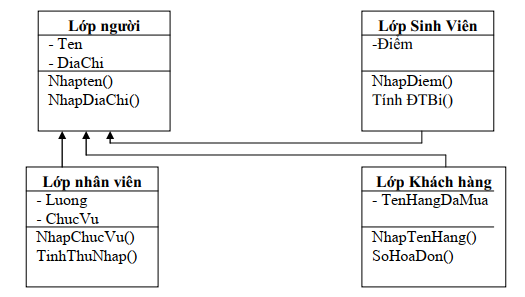 Lớp người
- Ten
- DiaChi
Nhapten()
NhapDiaChi()
Lớp Sinh Viên
-Điểm
NhapDiem()
Tính ĐTBi()
Lớp nhân viên
- Luong
- ChucVu
NhapChucVu()
TinhThuNhap()
Lớp Khách hàng
- TenHangDaMua
NhapTenHang()
SoHoaDon()